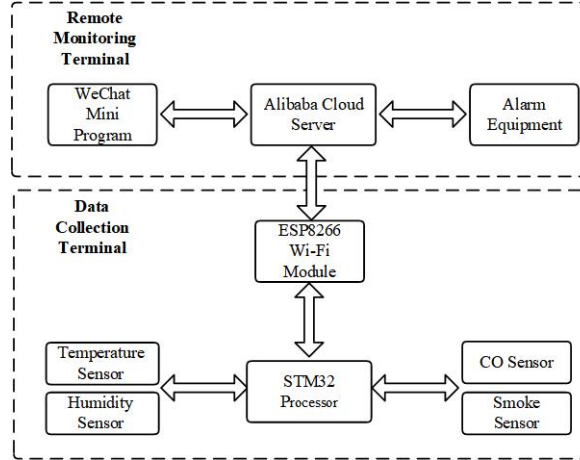 Remote
Monitoring
Terminal
WeChat
Mini
Program
Alibaba Cloud
Server
Alarm
Equipment
Data
Collection
Terminal
ESP8266
Wi-Fi
Module
Temperature
Sensor
Humidity
Sensor
STM32
Processor
CO Sensor
Smoke
Sensor